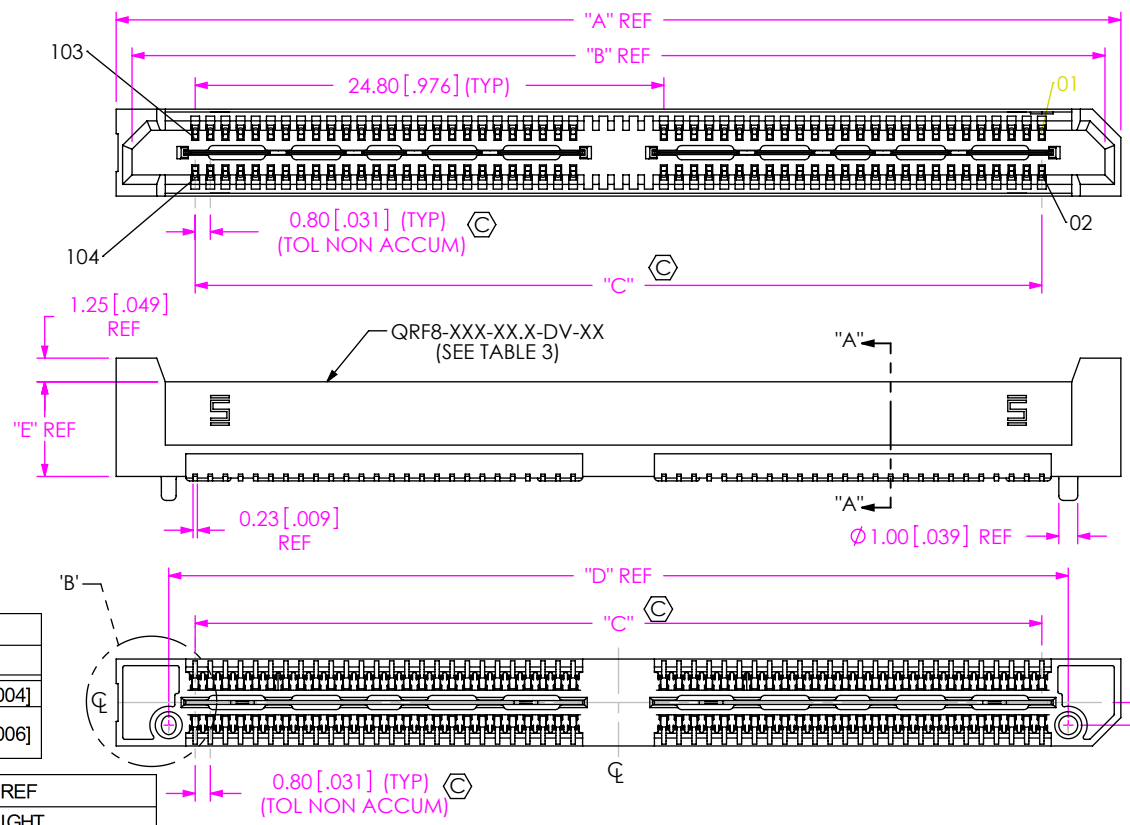 "A" REF
"B" REF
103
24.80 [.976] (TYP)
01
0.80 [.031] (TYP)
(TOL NON ACCUM)
C
02
104
"C"
C
1.25 [.049]
REF
QRF8-XXX-XX.X-DV-XX
(SEE TABLE 3)
"A"
"E" REF
0.23 [.009]
REF
"A"
Ø1.00 [.039] REF
'B'
"D" REF
"C"
C
004]
006]
℄
℄
0.80 [.031] (TYP)
(TOL NON ACCUM)
C
REF